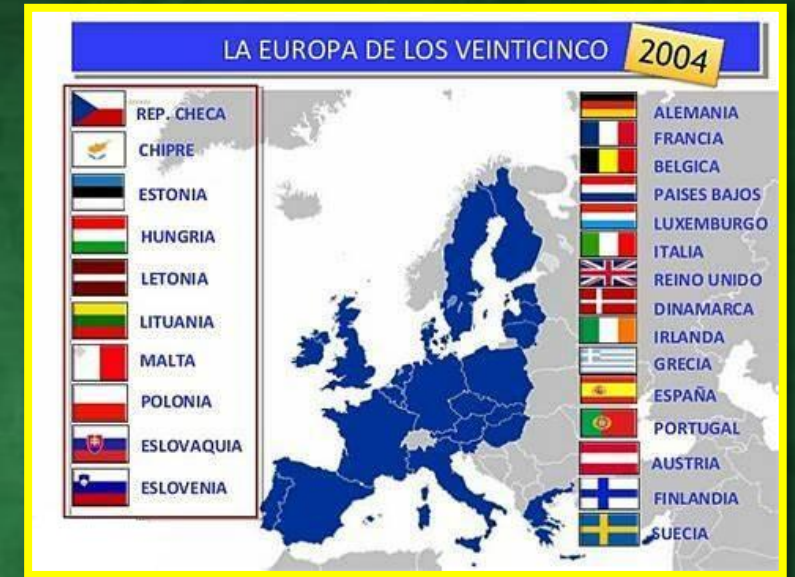 LA EUROPA DE LOS VEINTICINCO
2004
REP. CHECA
CHIPRE
ESTONIA
HUNGRIA
LETONIA
LITUANIA
MALTA
POLONIA
ESLOVAQUIA
ESLOVENIA
ALEMANIA
FRANCIA
BELGICA
PAISES BAJOS
LUXEMBURGO
ITALIA
REINO UNIDO
DINAMARCA
IRLANDA
GRECIA
ESPAÑA
PORTUGAL
AUSTRIA
FINLANDIA
SUECIA